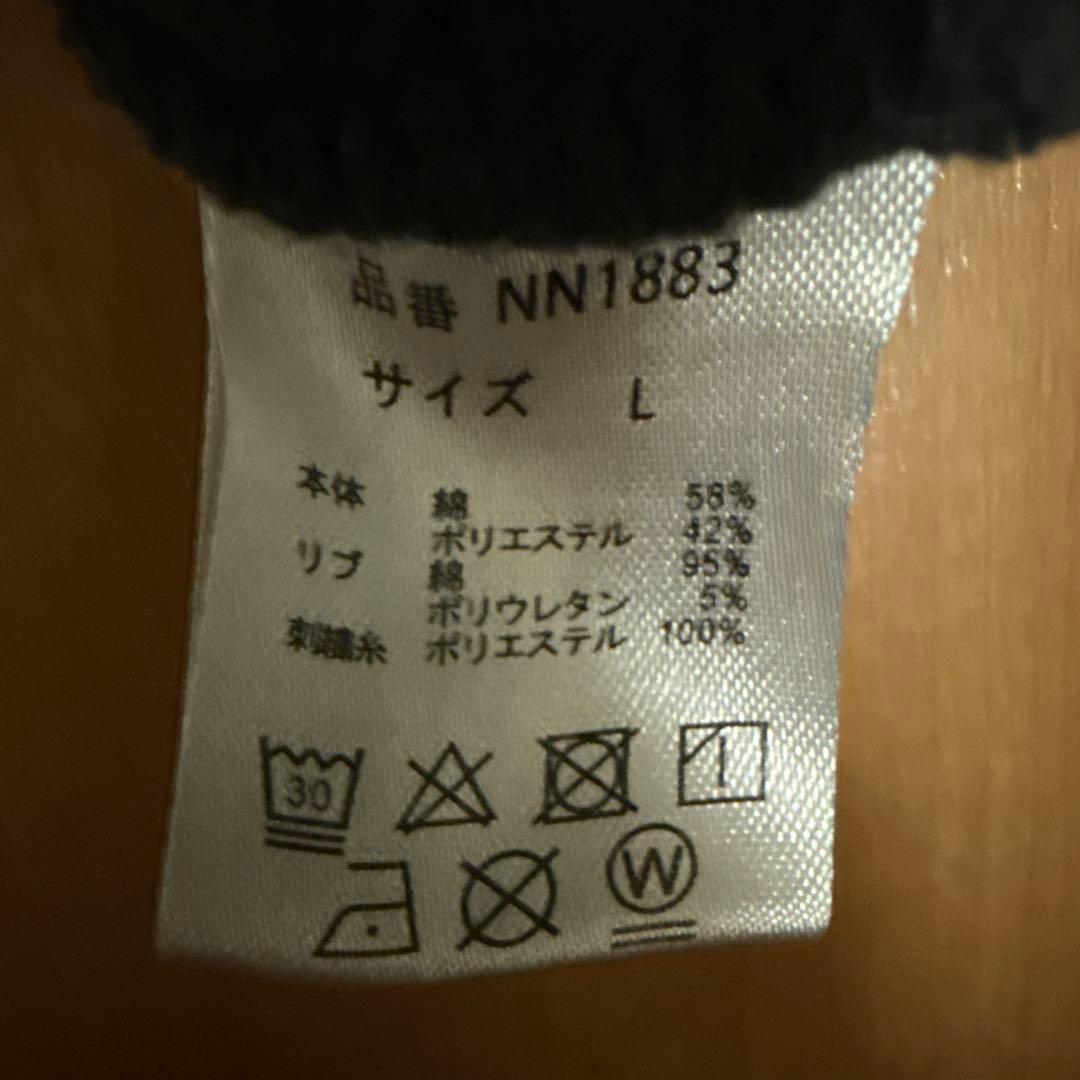 品番 NN1883
サイズ L
本体 綿 58%
ポリエステル 42%
リブ 綿 95%
ポリウレタン 5%
刺繍糸 ポリエステル 100%
30
W